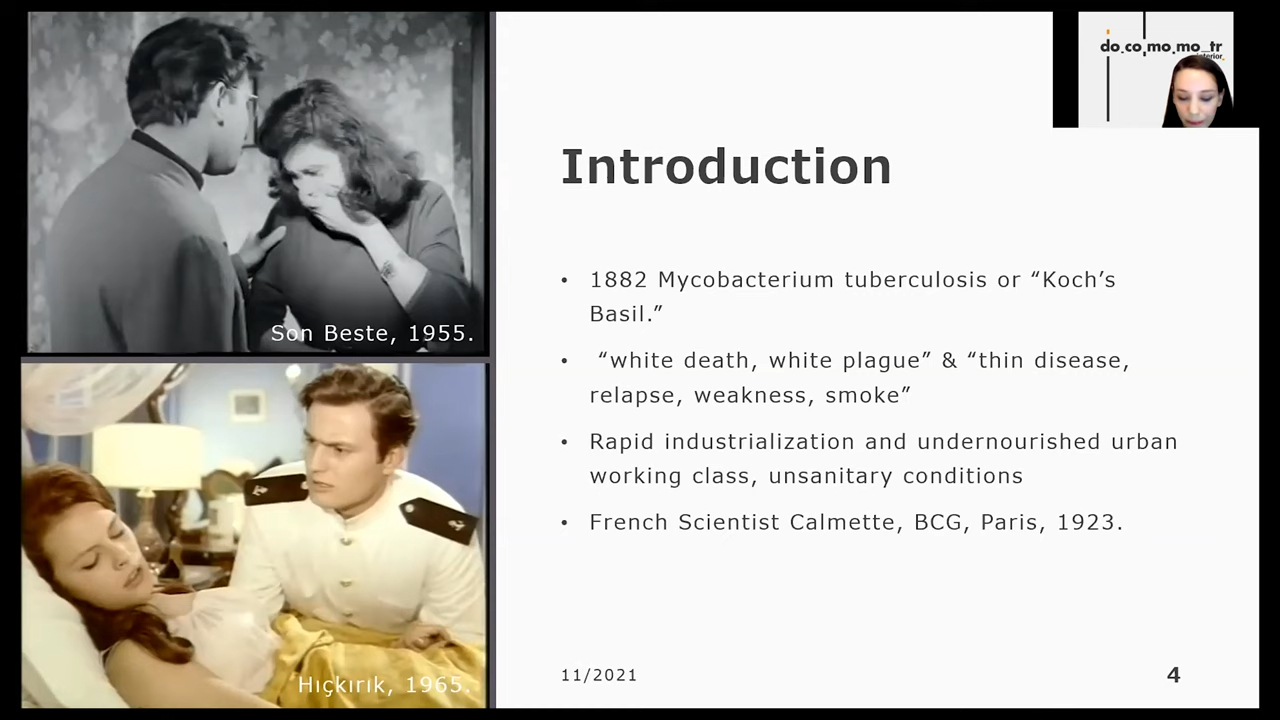 Son Beste, 1955.
Hıçkırık, 1965.
do_co_mo_mo_tr
interior_
Introduction
• 1882 Mycobacterium tuberculosis or “Koch’s
Basil.”
• “white death, white plague” & “thin disease,
relapse, weakness, smoke”
• Rapid industrialization and undernourished urban
working class, unsanitary conditions
• French Scientist Calmette, BCG, Paris, 1923.
11/2021
4